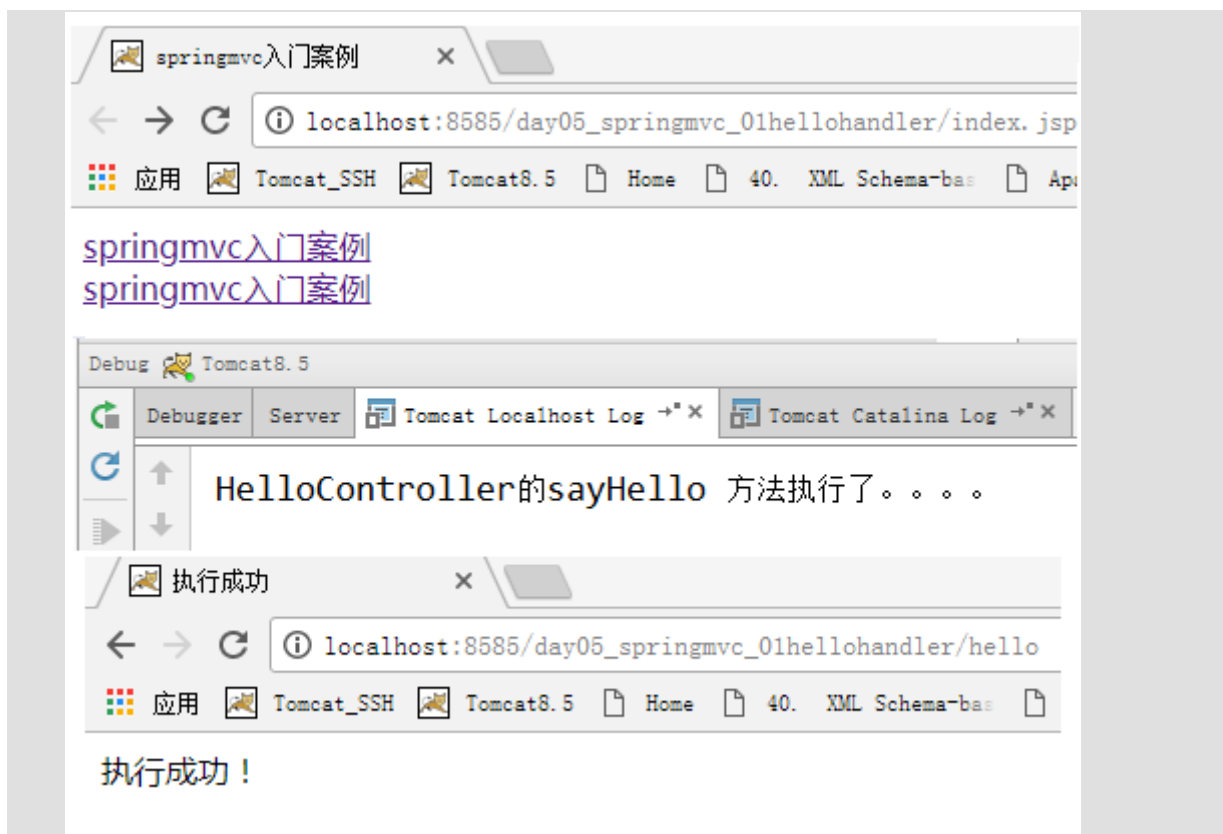 springmvc入门案例
localhost:8585/day05_springmvc_01hellohandler/index.jsp
应用 Tomcat_SSH Tomcat8.5 Home 40. XML Schema-bas
springmvc入门案例
springmvc入门案例
Debug Tomcat8.5
Debugger Server Tomcat Localhost Log Tomcat Catalina Log
HelloController的sayHello 方法执行了。。。。
执行成功
localhost:8585/day05_springmvc_01hellohandler/hello
应用 Tomcat_SSH Tomcat8.5 Home 40. XML Schema-bas
执行成功！